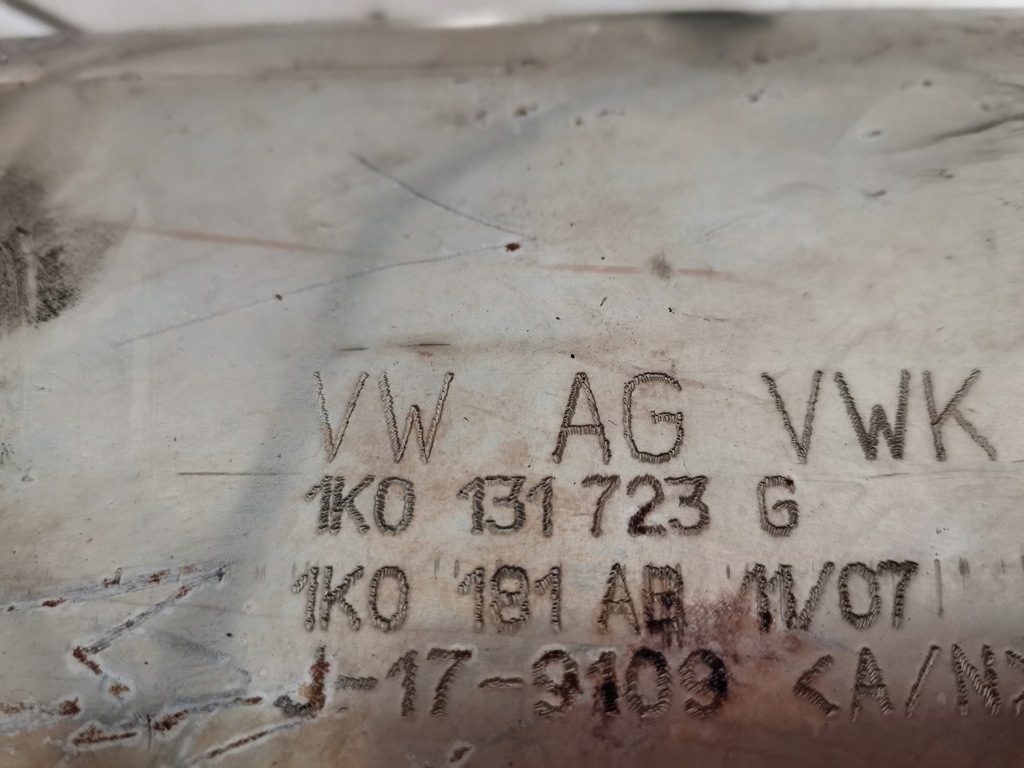 VW AG VWK
1K0 131 723 G
1K0 181 AB 11/07
J-17-9109 <A/N>